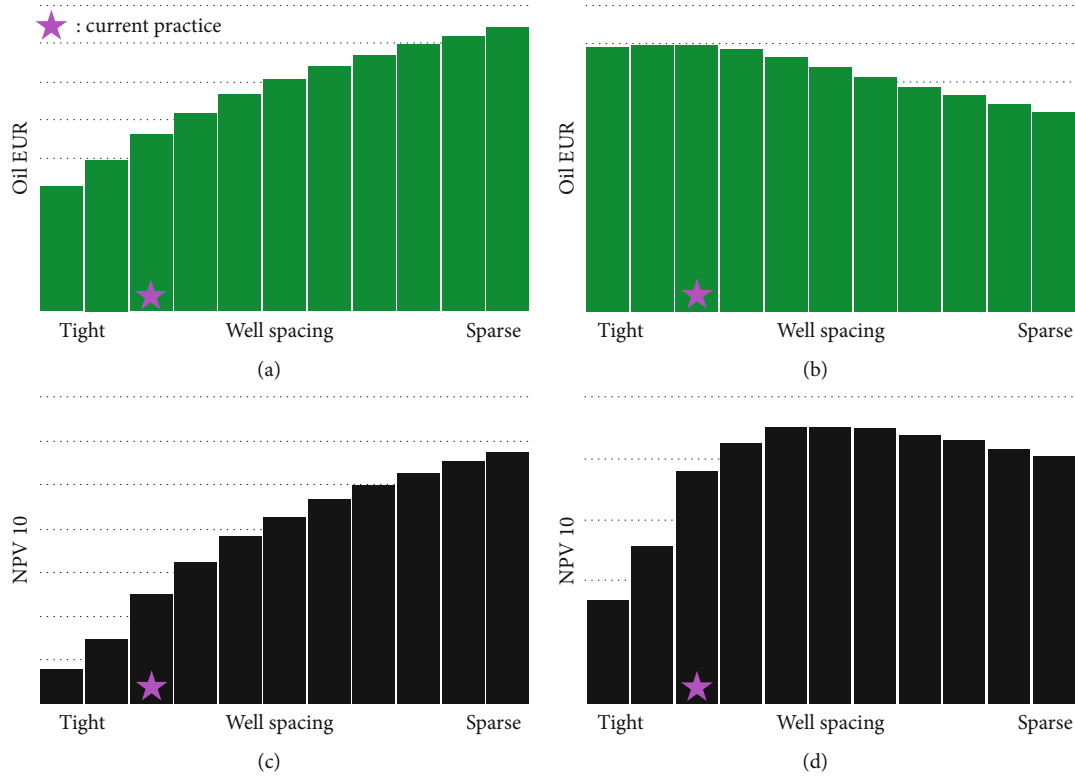 : current practice
Oil EUR
Tight Well spacing Sparse
(a)
Oil EUR
Tight Well spacing Sparse
(b)
NPV 10
Tight Well spacing Sparse
(c)
NPV 10
Tight Well spacing Sparse
(d)